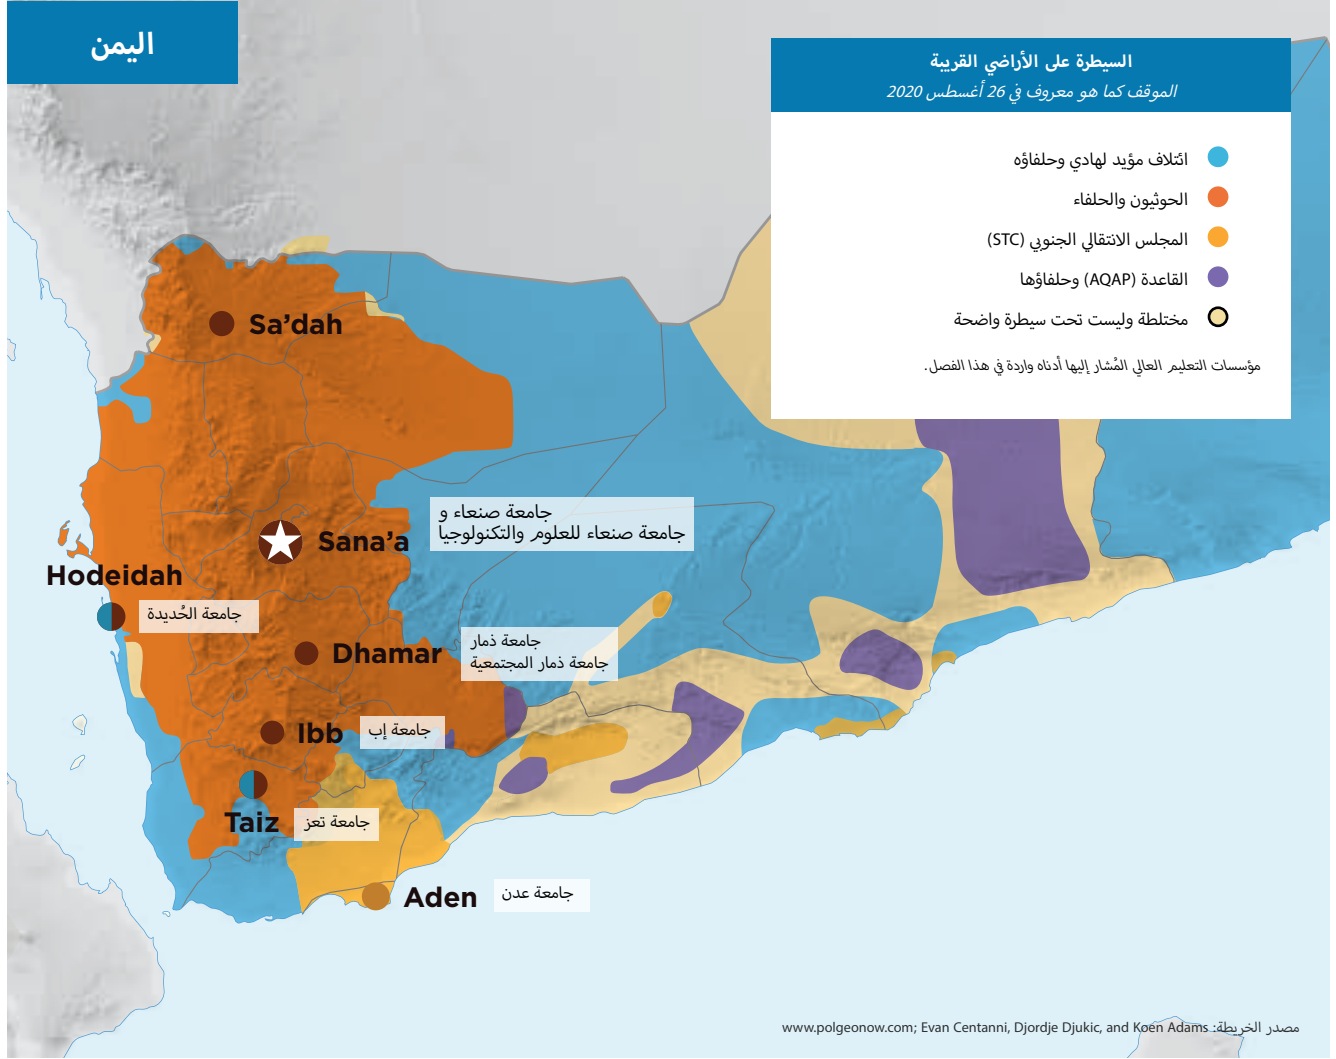 اليمن
السيطرة على الأراضي القريبة
الموقف كما هو معروف في 26 أغسطس 2020
ائتلاف مؤيد لهادي وحلفاؤه
الحوثيون والحلفاء
المجلس الانتقالي الجنوبي (STC)
القاعدة (AQAP) وحلفاؤها
مختلطة وليست تحت سيطرة واضحة
مؤسسات التعليم العالي المُشار إليها أدناه واردة في هذا الفصل.
Sa’dah
جامعة صنعاء و
جامعة صنعاء للعلوم والتكنولوجيا
Sana’a
Hodeidah
جامعة الحُديدة
جامعة ذمار
جامعة ذمار المجتمعية
Dhamar
Ibb
جامعة إب
Taiz
جامعة تعز
Aden
جامعة عدن
مصدر الخريطة: www.polgeonow.com; Evan Centanni, Djordje Djukic, and Koen Adams